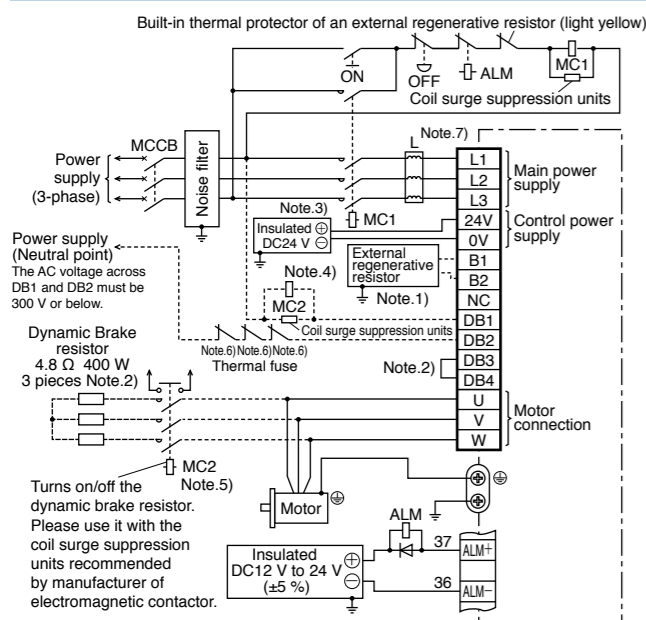 Built-in thermal protector of an external regenerative resistor (light yellow)
ON
OFF
ALM
MC1
Coil surge suppression units
MCCB
Noise filter
L
Note.7)
Power
supply
(3-phase)
MC1
L1
L2
L3
Main power
supply
Note.3)
Insulated
DC24 V
24V
0V
Control power
supply
Power supply
(Neutral point)
The AC voltage across
DB1 and DB2 must be
300 V or below.
External
regenerative
resistor
Note.1)
B1
B2
NC
Note.4)
MC2
Coil surge suppression units
Note.6)Note.6)Note.6)
Thermal fuse
DB1
DB2
DB3
DB4
Note.2)
Dynamic Brake
resistor
4.8 Ω 400 W
3 pieces Note.2)
U
V
W
Motor
connection
MC2
Note.5)
Turns on/off the
dynamic brake resistor.
Please use it with the
coil surge suppression
units recommended
by manufacturer of
electromagnetic contactor.
Motor
ALM
Insulated
DC12 V to 24 V
(±5 %)
37
ALM+
36
ALM−